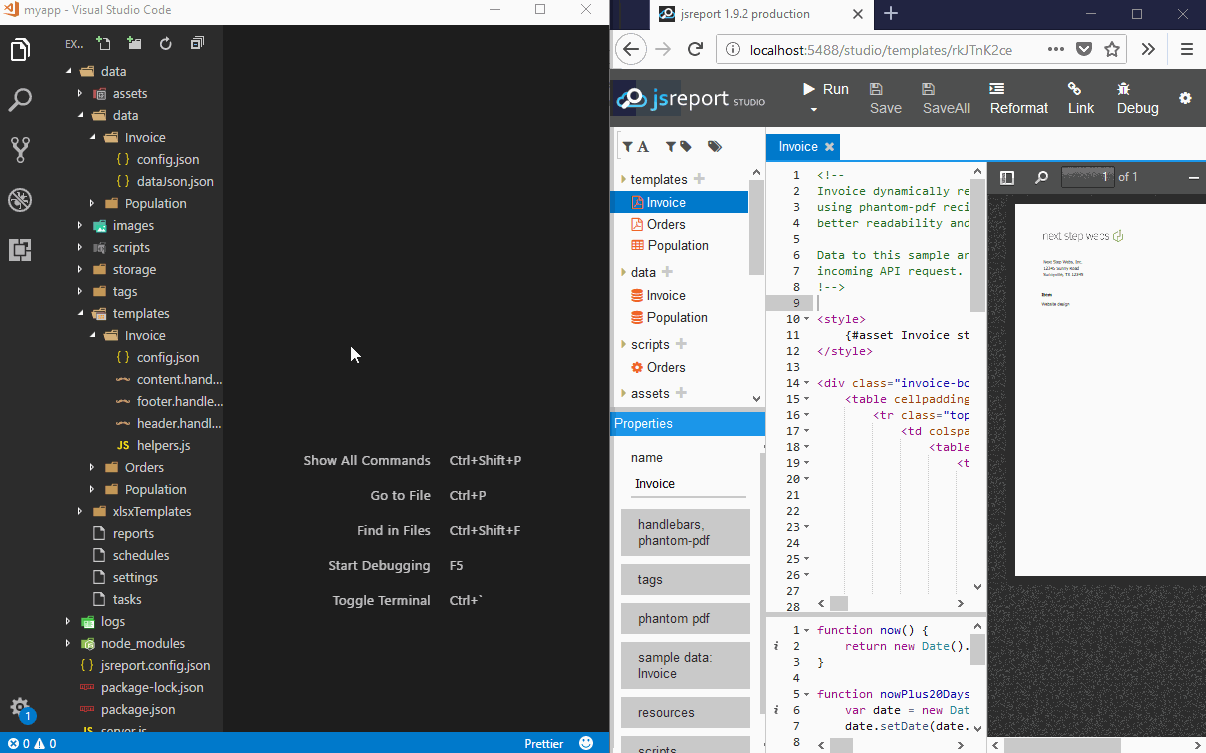 myapp - Visual Studio Code
EX...
data
assets
data
Invoice
{ } config.json
{ } dataJson.json
Population
images
scripts
storage
tags
templates
Invoice
{ } config.json
content.hand...
footer.handle...
header.handl...
JS helpers.js
Orders
Population
xlsxTemplates
reports
schedules
settings
tasks
logs
node_modules
{ } jsreport.config.json
package-lock.json
package.json
server.js
1
0 0
Prettier
Show All Commands Ctrl+Shift+P
Go to File Ctrl+P
Find in Files Ctrl+Shift+F
Start Debugging F5
Toggle Terminal Ctrl+`
jsreport 1.9.2 production
localhost:5488/studio/templates/rkJTnK2ce
jsreport STUDIO
Run
Save
SaveAll
Reformat
Link
Debug
A
templates
Invoice
Orders
Population
data
Invoice
Population
scripts
Orders
assets
Properties
name
Invoice
handlebars,
phantom-pdf
tags
phantom pdf
sample data:
Invoice
resources
scripts
Invoice
1 <!--
2 Invoice dynamically re
3 using phantom-pdf reci
4 better readability and
5
6 Data to this sample ar
7 incoming API request.
8 !-->
9
10 <style>
11 {#asset Invoice st
12 </style>
13
14 <div class="invoice-bo
15 <table cellpadding
16 <tr class="top
17 <td colspa
18 <table
19 <t
20
21
22
23
24
25
26
27
28
1 function now() {
2 return new Date().
3 }
4
5 function nowPlus20Days
6 var date = new Dat
7 date.setDate(date.
8
1 of 1
next step webs
Next Step Webs, Inc.
12345 Sunny Road
Sunnyville, TX 12345
Item
Website design